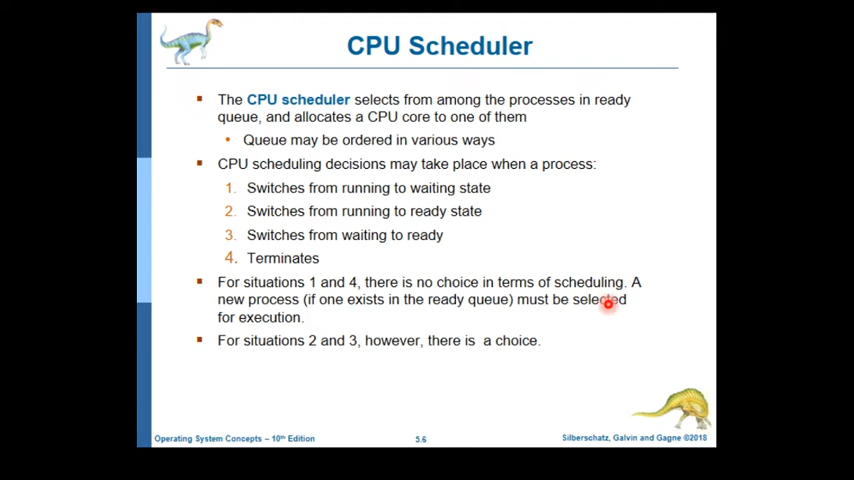 CPU Scheduler
The CPU scheduler selects from among the processes in ready
queue, and allocates a CPU core to one of them
Queue may be ordered in various ways
CPU scheduling decisions may take place when a process:
1. Switches from running to waiting state
2. Switches from running to ready state
3. Switches from waiting to ready
4. Terminates
For situations 1 and 4, there is no choice in terms of scheduling. A
new process (if one exists in the ready queue) must be selected
for execution.
For situations 2 and 3, however, there is a choice.
Operating System Concepts – 10th Edition
5.6
Silberschatz, Galvin and Gagne ©2018